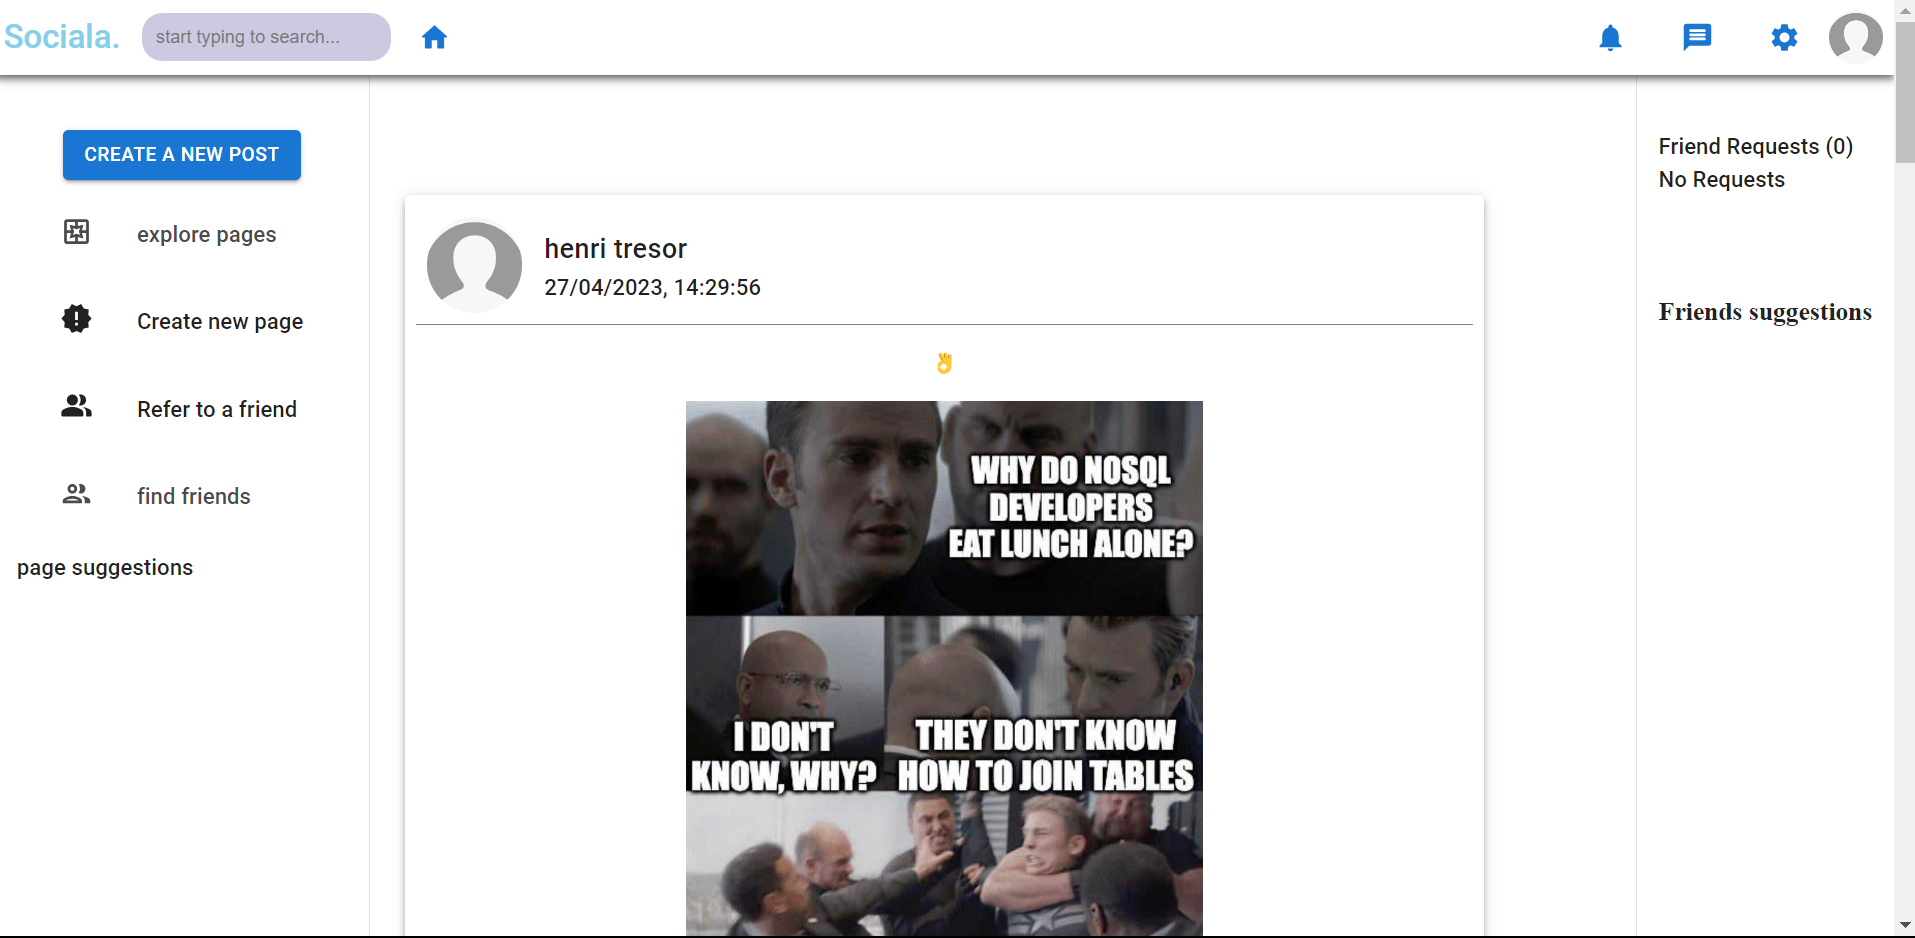 Sociala.
start typing to search...
CREATE A NEW POST
explore pages
Create new page
Refer to a friend
find friends
page suggestions
henri tresor
27/04/2023, 14:29:56
👌
WHY DO NOSQL
DEVELOPERS
EAT LUNCH ALONE?
I DON'T
KNOW, WHY?
THEY DON'T KNOW
HOW TO JOIN TABLES
Friend Requests (0)
No Requests
Friends suggestions